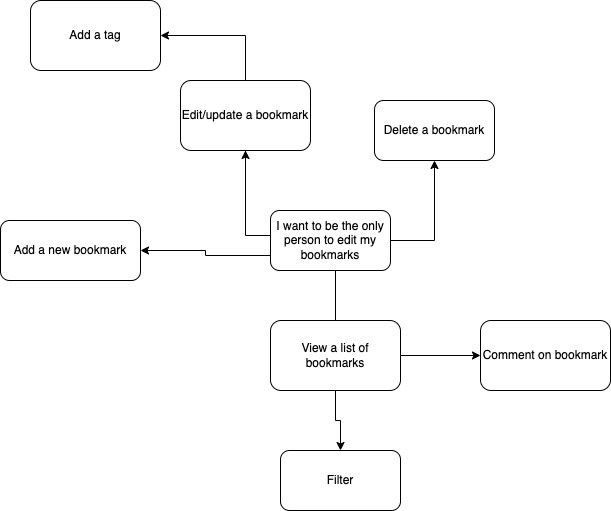 Add a tag
Edit/update a bookmark
Delete a bookmark
I want to be the only
person to edit my
bookmarks
Add a new bookmark
View a list of
bookmarks
Comment on bookmark
Filter